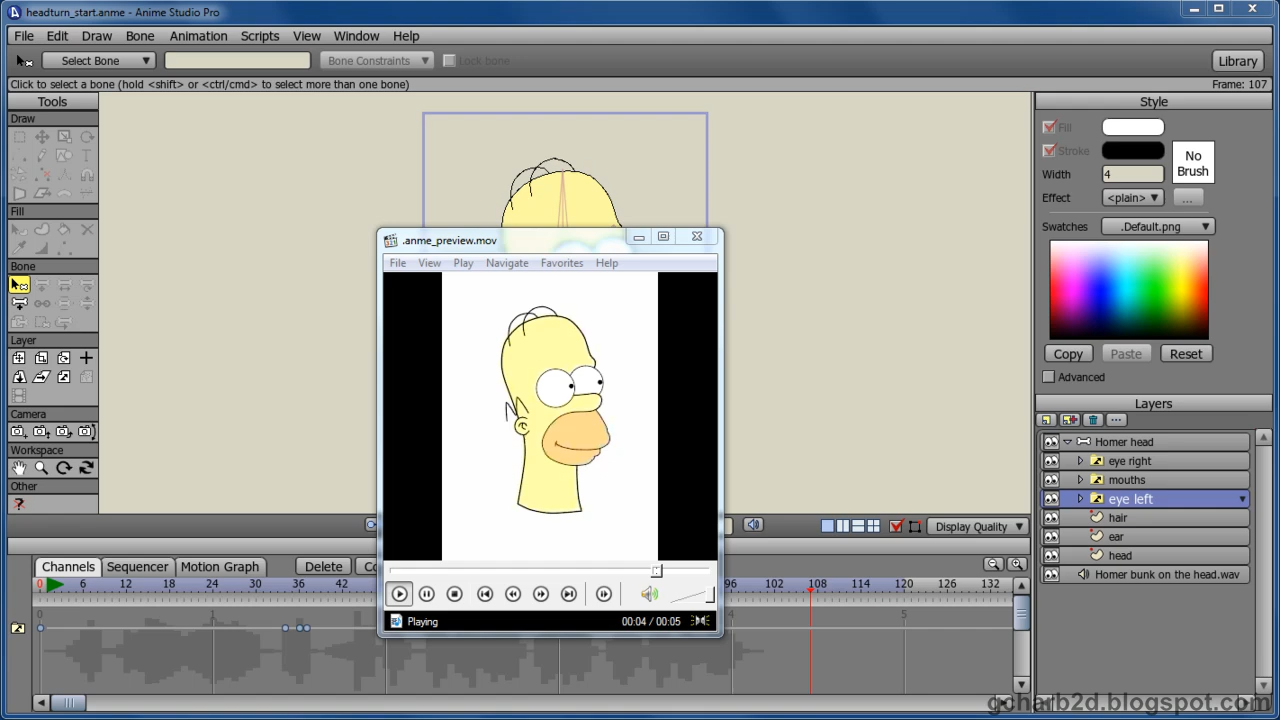 headturn_start.anme - Anime Studio Pro
File Edit Draw Bone Animation Scripts View Window Help
Select Bone Bone Constraints Lock bone Library
Click to select a bone (hold <shift> or <ctrl/cmd> to select more than one bone) Frame: 107
Tools
Draw
Fill
Bone
Layer
Camera
Workspace
Other
.anme_preview.mov
File View Play Navigate Favorites Help
Playing 00:04 / 00:05
Style
Fill
Stroke
No
Brush
Width 4
Effect <plain> ...
Swatches .Default.png
Copy Paste Reset
Advanced
Layers
Homer head
eye right
mouths
eye left
hair
ear
head
Homer bunk on the head.wav
Display Quality
Channels Sequencer Motion Graph Delete
0 6 12 18 24 30 36 42 96 102 108 114 120 126 132
0 1 5
gcharb2d.blogspot.com